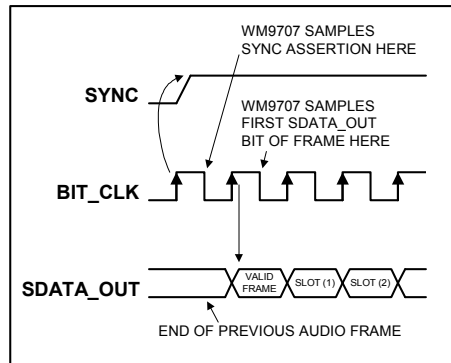 WM9707 SAMPLES
SYNC ASSERTION HERE
SYNC
WM9707 SAMPLES
FIRST SDATA_OUT
BIT OF FRAME HERE
BIT_CLK
SDATA_OUT
VALID
FRAME
SLOT (1)
SLOT (2)
END OF PREVIOUS AUDIO FRAME